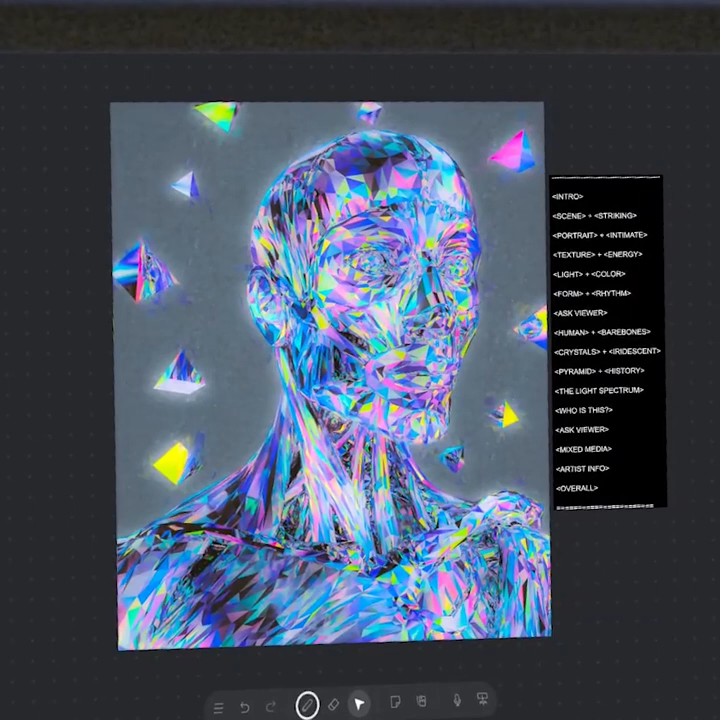 <INTRO>
<SCENE> + <STRIKING>
<PORTRAIT> + <INTIMATE>
<TEXTURE> + <ENERGY>
<LIGHT> + <COLOR>
<FORM> + <RHYTHM>
<ASK VIEWER>
<HUMAN> + <BAREBONES>
<CRYSTALS> + <IRIDESCENT>
<PYRAMID> + <HISTORY>
<THE LIGHT SPECTRUM>
<WHO IS THIS?>
<ASK VIEWER>
<MIXED MEDIA>
<ARTIST INFO>
<OVERALL>